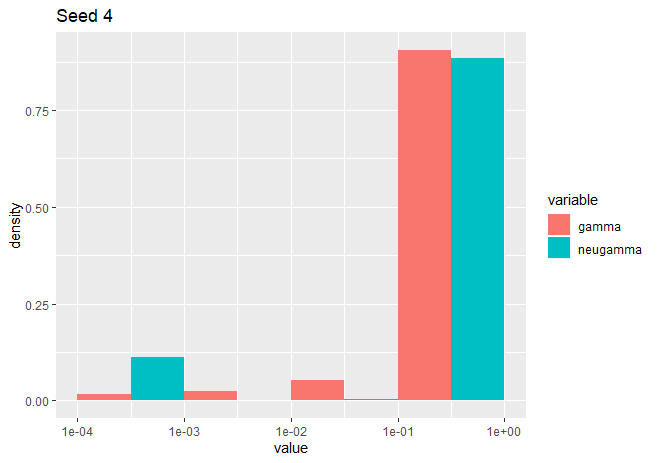 Seed 4
density
0.75
0.50
0.25
0.00
1e-04
1e-03
1e-02
1e-01
1e+00
value
variable
gamma
neugamma